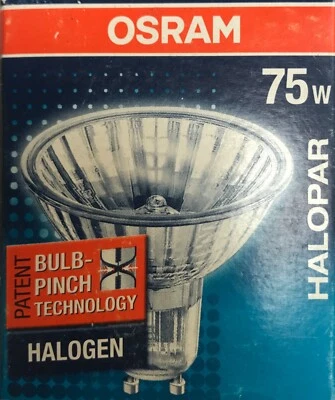 OSRAM
75W
HALOPAR
PATENT
BULB-
PINCH
TECHNOLOGY
HALOGEN